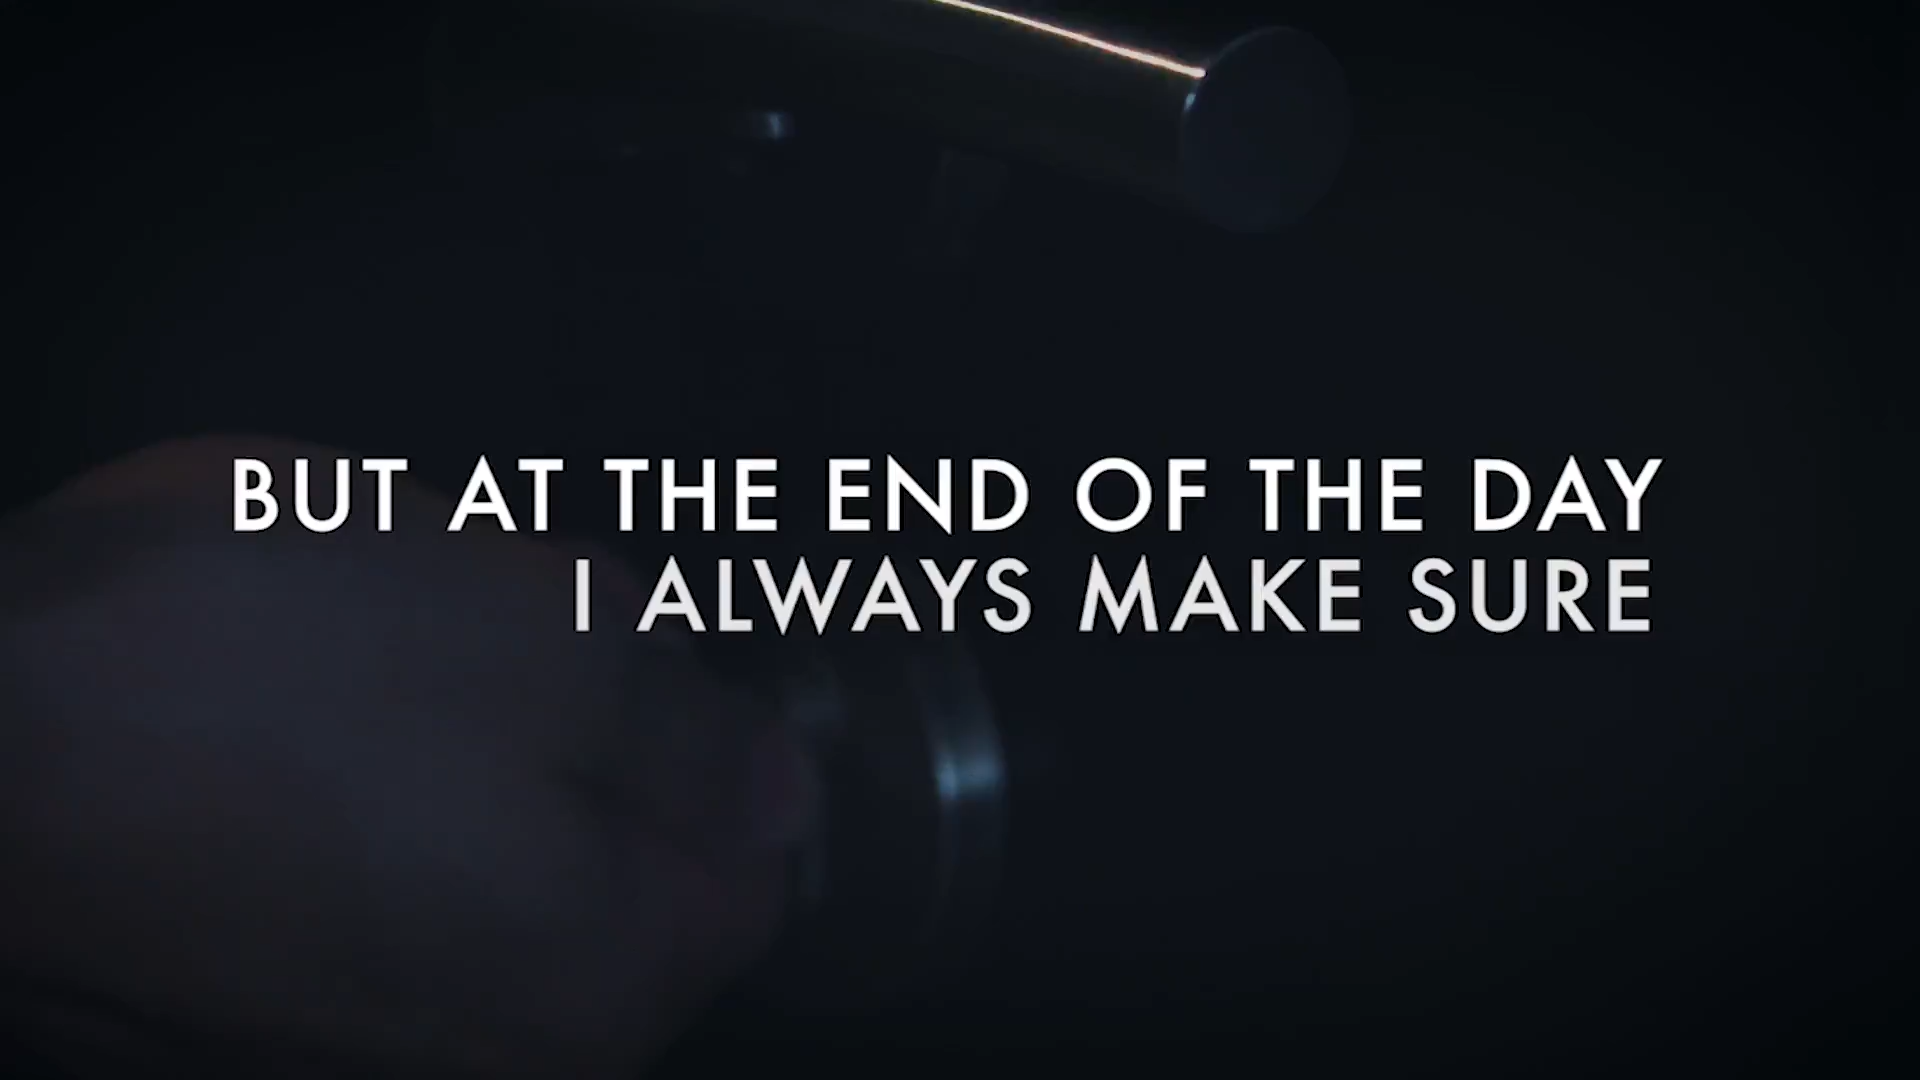 BUT AT THE END OF THE DAY
I ALWAYS MAKE SURE